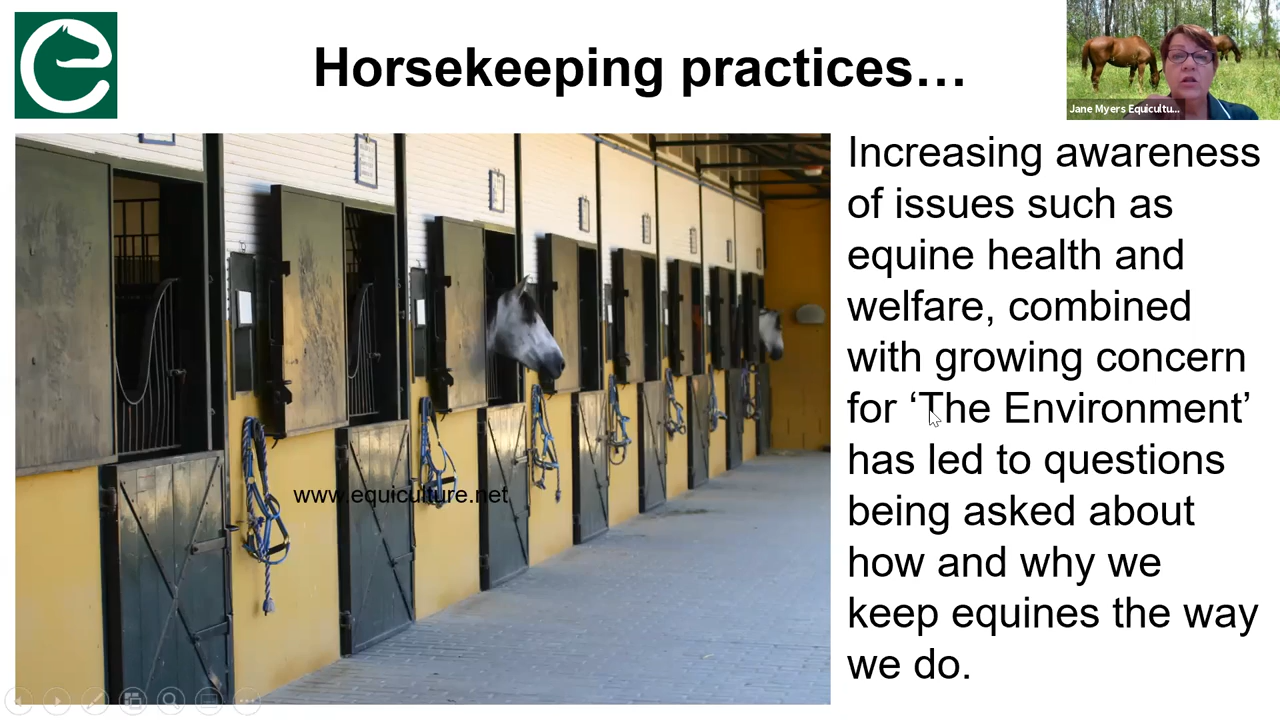 Horsekeeping practices…
Jane Myers Equicultu...
Increasing awareness
of issues such as
equine health and
welfare, combined
with growing concern
for ‘The Environment’
has led to questions
being asked about
how and why we
keep equines the way
we do.
www.equiculture.net